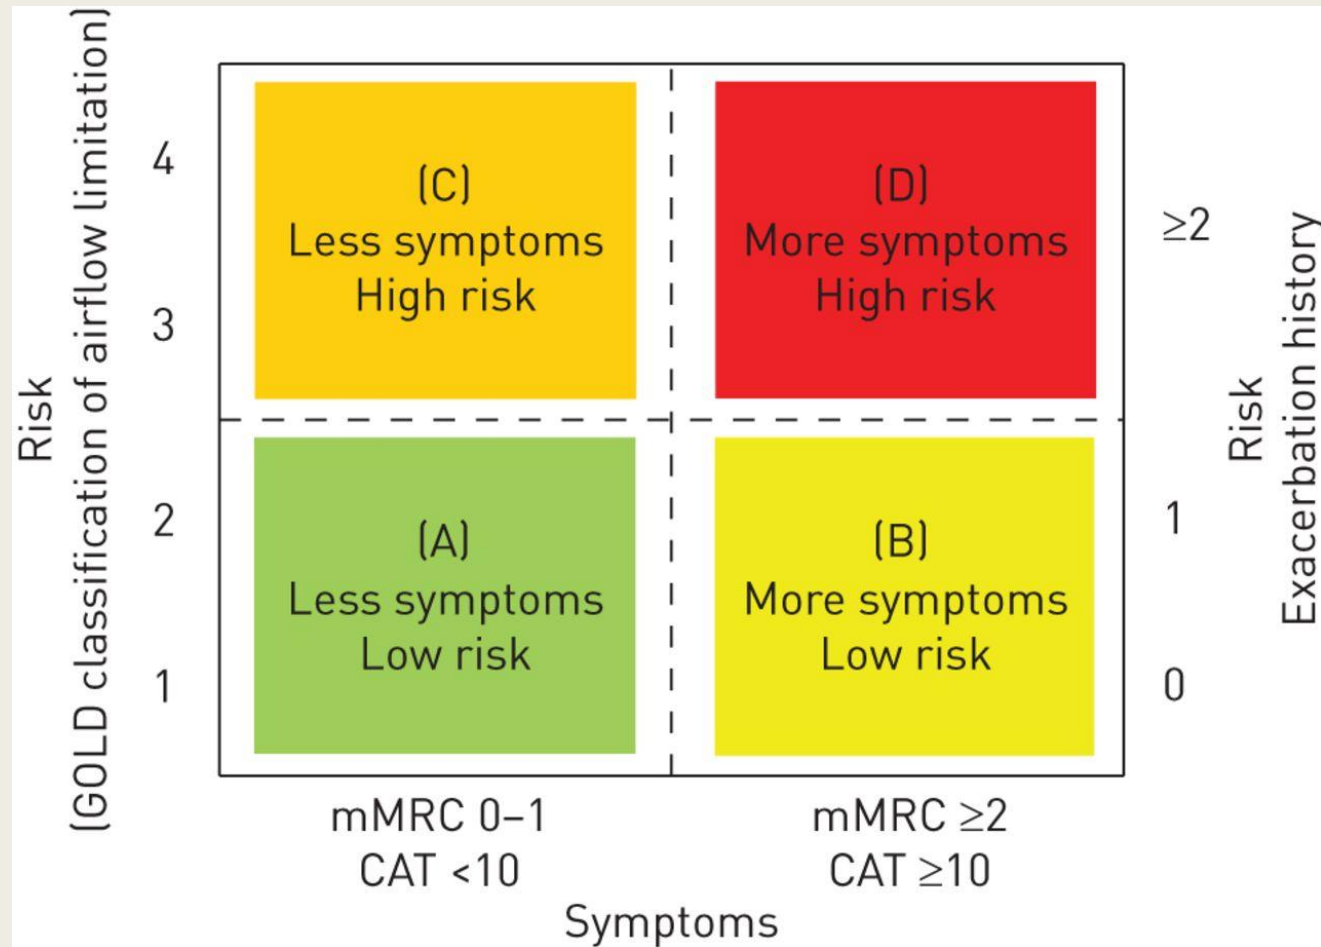 Risk
(GOLD classification of airflow limitation)
4
3
2
1
(C)
Less symptoms
High risk
(D)
More symptoms
High risk
(A)
Less symptoms
Low risk
(B)
More symptoms
Low risk
≥2
1
0
Risk
Exacerbation history
mMRC 0–1
CAT <10
mMRC ≥2
CAT ≥10
Symptoms